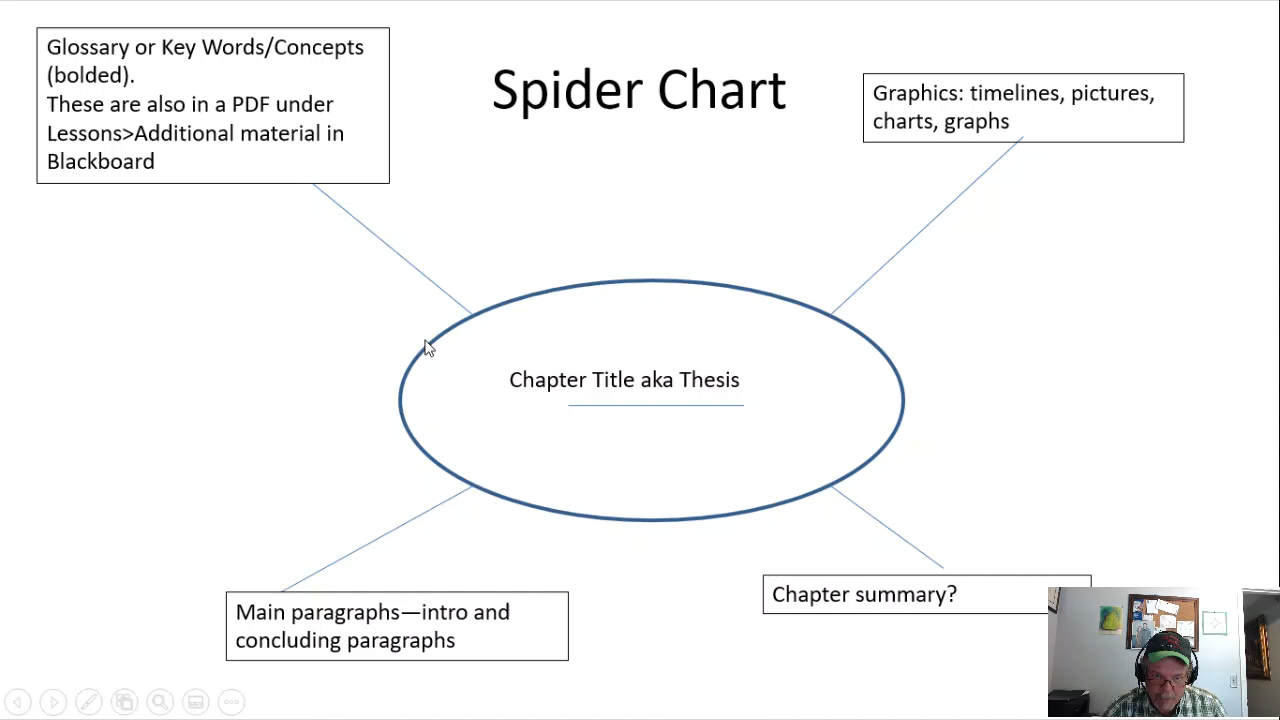 Glossary or Key Words/Concepts
(bolded).
These are also in a PDF under
Lessons>Additional material in
Blackboard
Spider Chart
Graphics: timelines, pictures,
charts, graphs
Chapter Title aka Thesis
Main paragraphs—intro and
concluding paragraphs
Chapter summary?